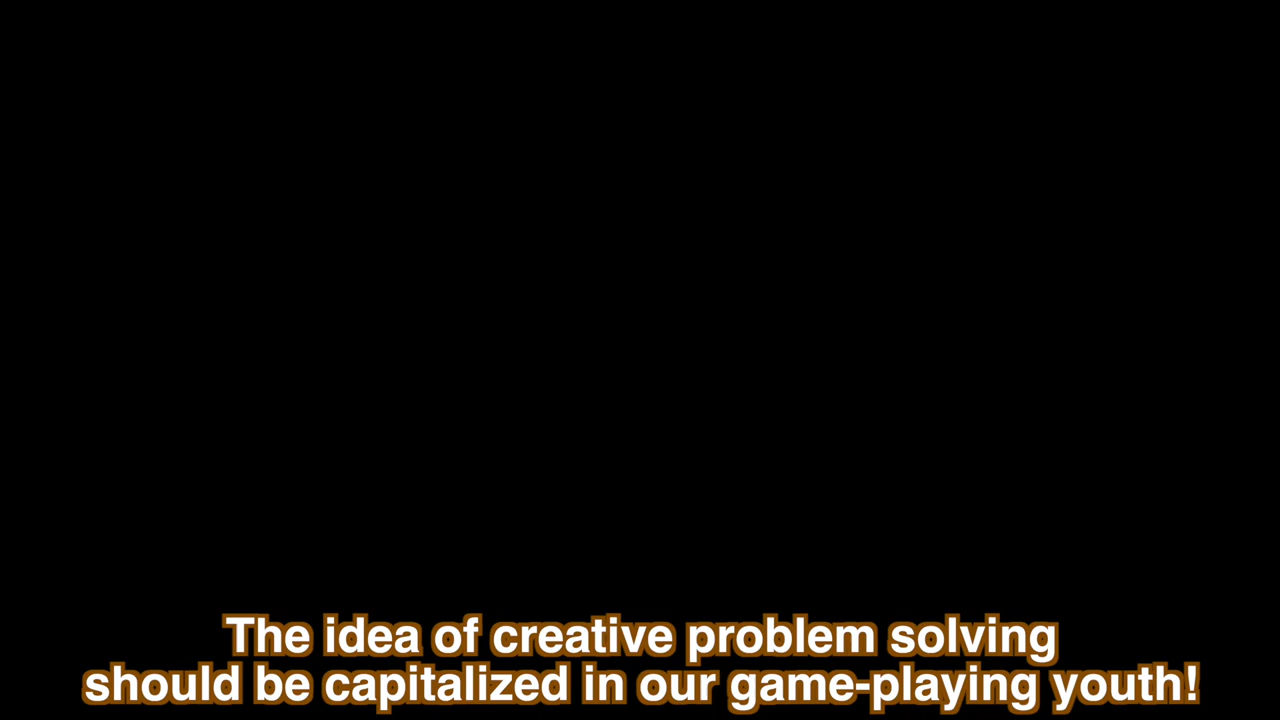 The idea of creative problem solving
should be capitalized in our game-playing youth!